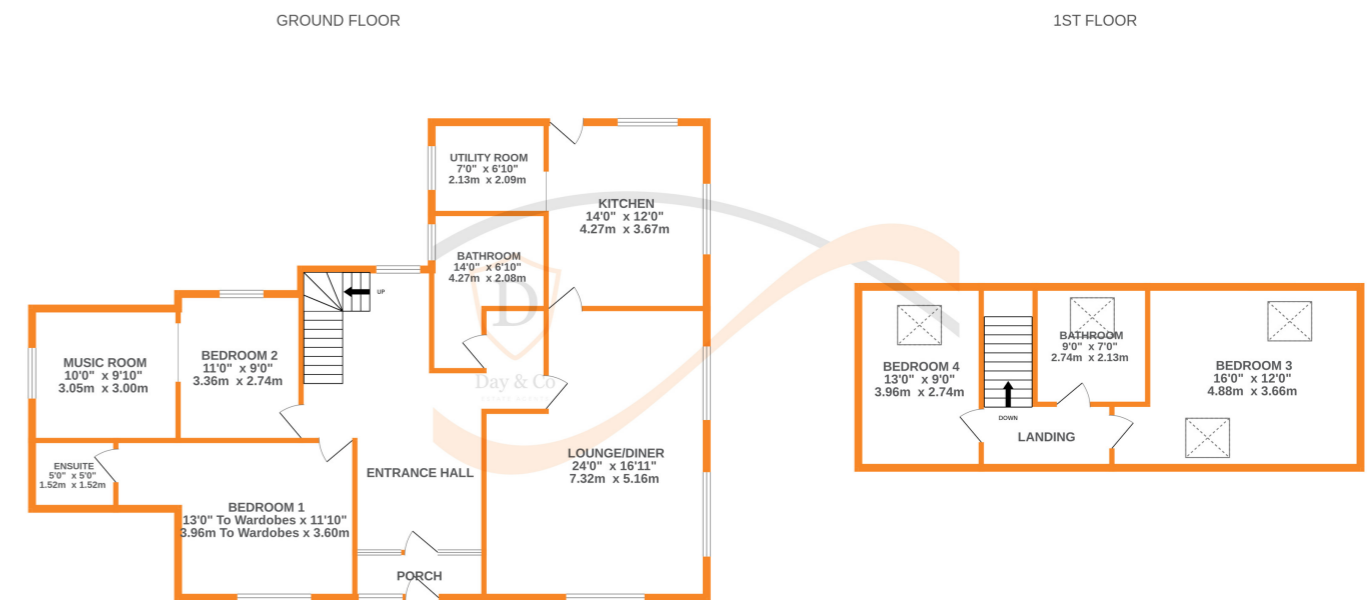 GROUND FLOOR
1ST FLOOR
UTILITY ROOM
7'0" x 6'10"
2.13m x 2.09m
KITCHEN
14'0" x 12'0"
4.27m x 3.67m
BATHROOM
14'0" x 6'10"
4.27m x 2.08m
UP
MUSIC ROOM
10'0" x 9'10"
3.05m x 3.00m
BEDROOM 2
11'0" x 9'0"
3.36m x 2.74m
D
Day & Co
ESTATE AGENTS
ENTRANCE HALL
LOUNGE/DINER
24'0" x 16'11"
7.32m x 5.16m
ENSUITE
5'0" x 5'0"
1.52m x 1.52m
BEDROOM 1
13'0" To Wardobes x 11'10"
3.96m To Wardobes x 3.60m
PORCH
BEDROOM 4
13'0" x 9'0"
3.96m x 2.74m
BATHROOM
9'0" x 7'0"
2.74m x 2.13m
BEDROOM 3
16'0" x 12'0"
4.88m x 3.66m
DOWN
LANDING